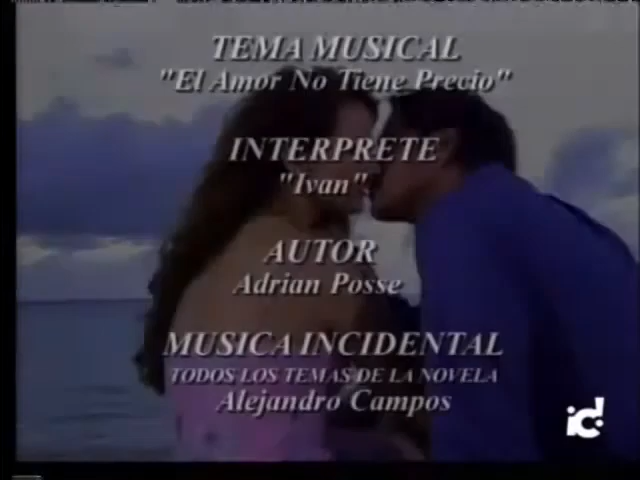 TEMA MUSICAL
"El Amor No Tiene Precio"
INTERPRETE
"Ivan"
AUTOR
Adrian Posse
MUSICA INCIDENTAL
TODOS LOS TEMAS DE LA NOVELA
Alejandro Campos